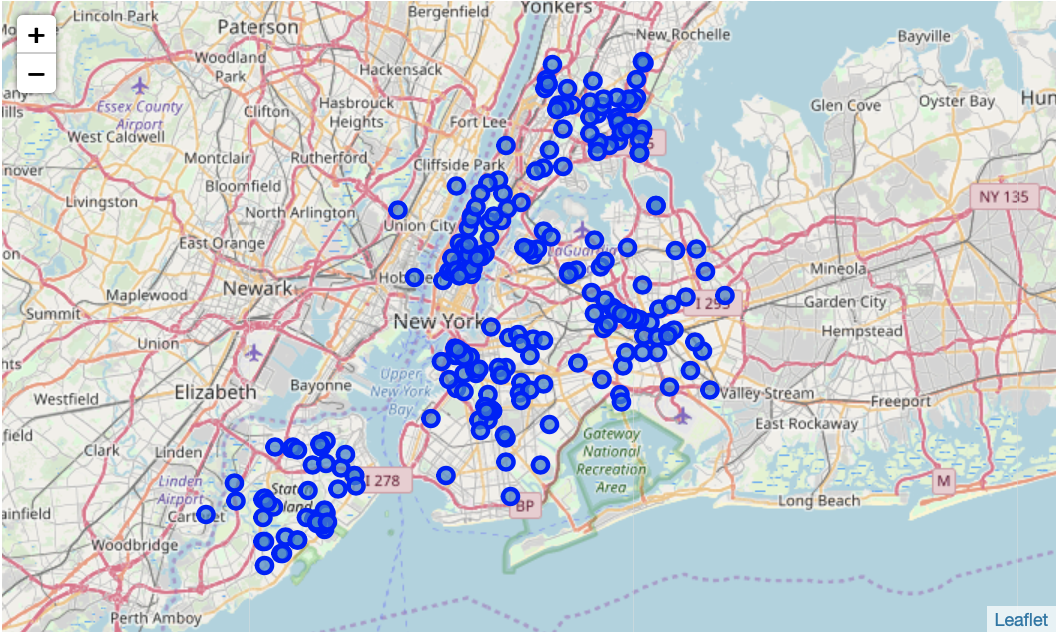 Lincoln Park
Bergenfield
Yonkers
+
Paterson
New Rochelle
Bayville
Woodland
Park
Hackensack
−
Essex County
Airport
Clifton
Hasbrouck
Heights
Fort Lee
Glen Cove
Oyster Bay
West Caldwell
Montclair
Rutherford
Cliffside Park
Bloomfield
Livingston
North Arlington
NY 135
Union City
East Orange
LaGuardia
Mineola
Newark
Maplewood
I 295
Garden City
Summit
New York
Hempstead
Union
Upper
New York
Bay
Bayonne
Elizabeth
Westfield
Valley Stream
Freeport
East Rockaway
Gateway
National
Recreation
Area
Clark
Linden
Linden
Airport
I 278
M
Long Beach
BP
Woodbridge
Perth Amboy
Leaflet